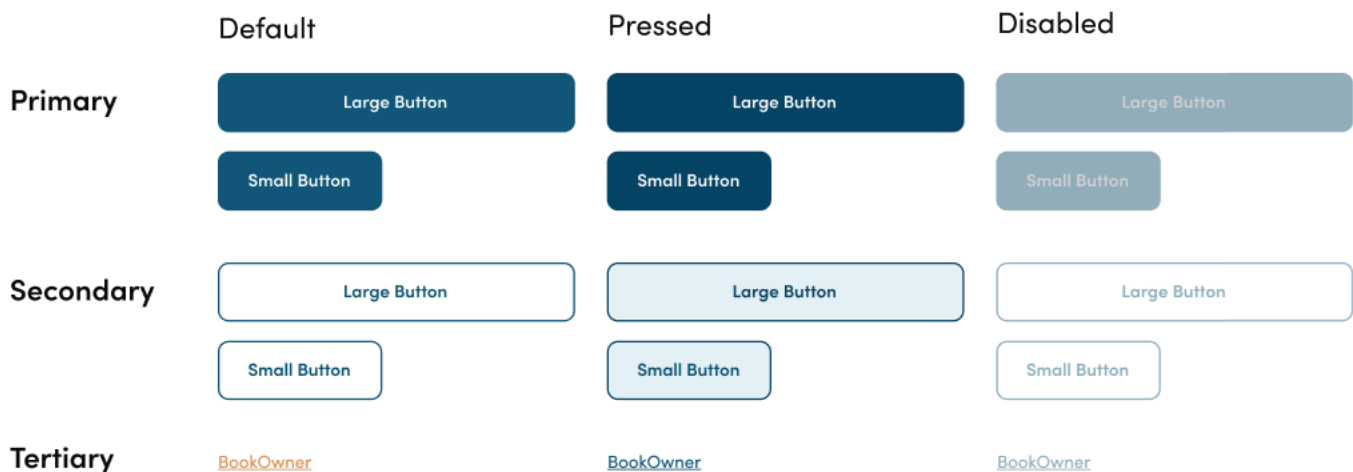 Default Pressed Disabled
Primary Large Button Large Button Large Button
Small Button Small Button Small Button
Secondary Large Button Large Button Large Button
Small Button Small Button Small Button
Tertiary BookOwner BookOwner BookOwner